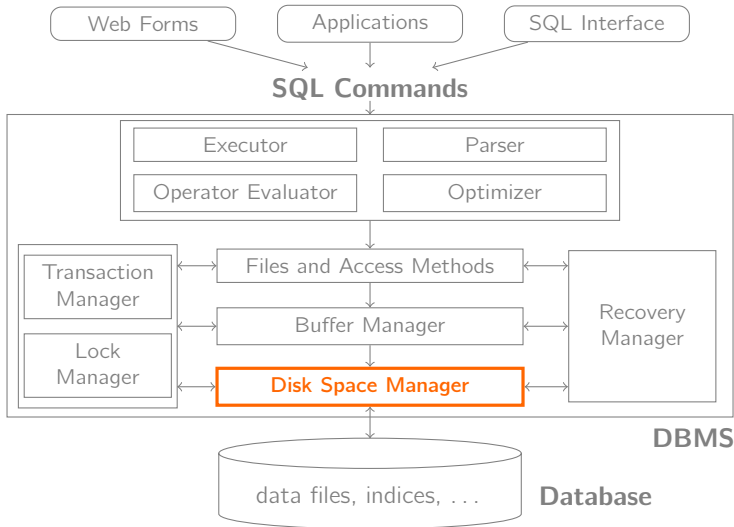 Web Forms
Applications
SQL Interface
SQL Commands
Executor
Parser
Operator Evaluator
Optimizer
Transaction
Manager
Files and Access Methods
Recovery
Manager
Buffer Manager
Lock
Manager
Disk Space Manager
DBMS
data files, indices, . . .
Database